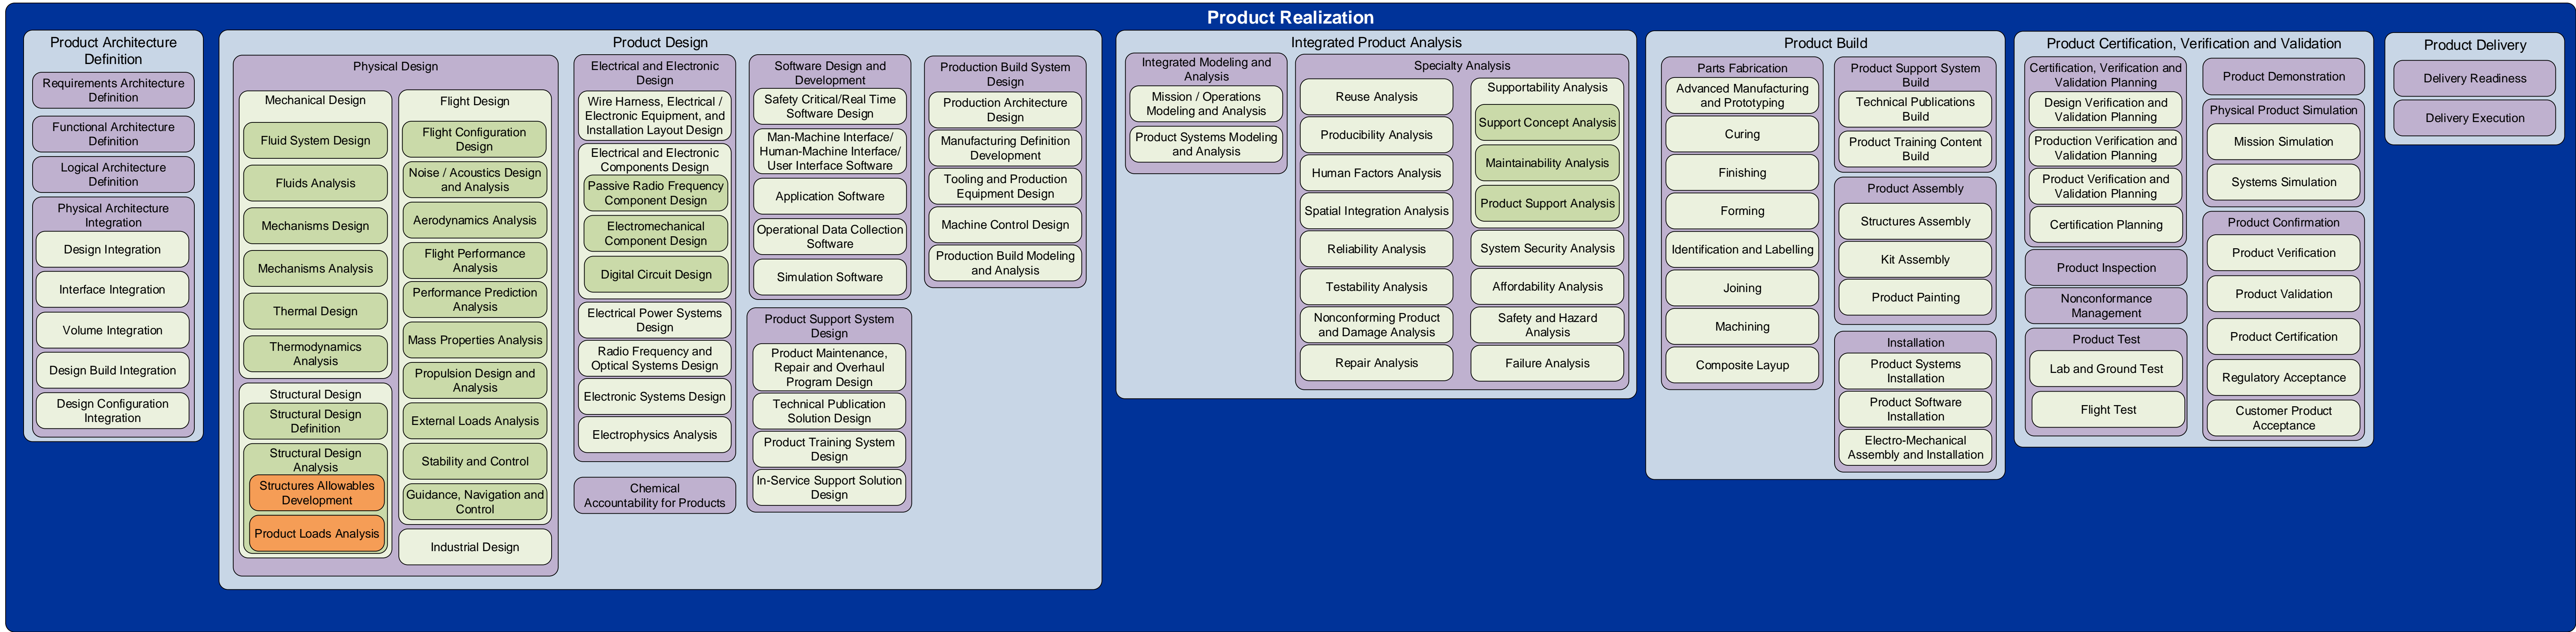 Product Realization
Product Architecture
Definition
Requirements Architecture
Definition
Functional Architecture
Definition
Logical Architecture
Definition
Physical Architecture
Integration
Design Integration
Interface Integration
Volume Integration
Design Build Integration
Design Configuration
Integration
Product Design
Physical Design
Mechanical Design
Fluid System Design
Fluids Analysis
Mechanisms Design
Mechanisms Analysis
Thermal Design
Thermodynamics
Analysis
Structural Design
Structural Design
Definition
Structural Design
Analysis
Structures Allowables
Development
Product Loads Analysis
Flight Design
Flight Configuration
Design
Noise / Acoustics Design
and Analysis
Aerodynamics Analysis
Flight Performance
Analysis
Performance Prediction
Analysis
Mass Properties Analysis
Propulsion Design and
Analysis
External Loads Analysis
Stability and Control
Guidance, Navigation and
Control
Industrial Design
Electrical and Electronic
Design
Wire Harness, Electrical /
Electronic Equipment, and
Installation Layout Design
Electrical and Electronic
Components Design
Passive Radio Frequency
Component Design
Electromechanical
Component Design
Digital Circuit Design
Electrical Power Systems
Design
Radio Frequency and
Optical Systems Design
Electronic Systems Design
Electrophysics Analysis
Chemical
Accountability for Products
Software Design and
Development
Safety Critical/Real Time
Software Design
Man-Machine Interface/
Human-Machine Interface/
User Interface Software
Application Software
Operational Data Collection
Software
Simulation Software
Product Support System
Design
Product Maintenance,
Repair and Overhaul
Program Design
Technical Publication
Solution Design
Product Training System
Design
In-Service Support Solution
Design
Production Build System
Design
Production Architecture
Design
Manufacturing Definition
Development
Tooling and Production
Equipment Design
Machine Control Design
Production Build Modeling
and Analysis
Integrated Product Analysis
Integrated Modeling and
Analysis
Mission / Operations
Modeling and Analysis
Product Systems Modeling
and Analysis
Specialty Analysis
Reuse Analysis
Producibility Analysis
Human Factors Analysis
Spatial Integration Analysis
Reliability Analysis
Testability Analysis
Nonconforming Product
and Damage Analysis
Repair Analysis
Supportability Analysis
Support Concept Analysis
Maintainability Analysis
Product Support Analysis
System Security Analysis
Affordability Analysis
Safety and Hazard
Analysis
Failure Analysis
Product Build
Parts Fabrication
Advanced Manufacturing
and Prototyping
Curing
Finishing
Forming
Identification and Labelling
Joining
Machining
Composite Layup
Product Support System
Build
Technical Publications
Build
Product Training Content
Build
Product Assembly
Structures Assembly
Kit Assembly
Product Painting
Installation
Product Systems
Installation
Product Software
Installation
Electro-Mechanical
Assembly and Installation
Product Certification, Verification and Validation
Certification, Verification and
Validation Planning
Design Verification and
Validation Planning
Production Verification and
Validation Planning
Product Verification and
Validation Planning
Certification Planning
Product Inspection
Nonconformance
Management
Product Test
Lab and Ground Test
Flight Test
Product Demonstration
Physical Product Simulation
Mission Simulation
Systems Simulation
Product Confirmation
Product Verification
Product Validation
Product Certification
Regulatory Acceptance
Customer Product
Acceptance
Product Delivery
Delivery Readiness
Delivery Execution